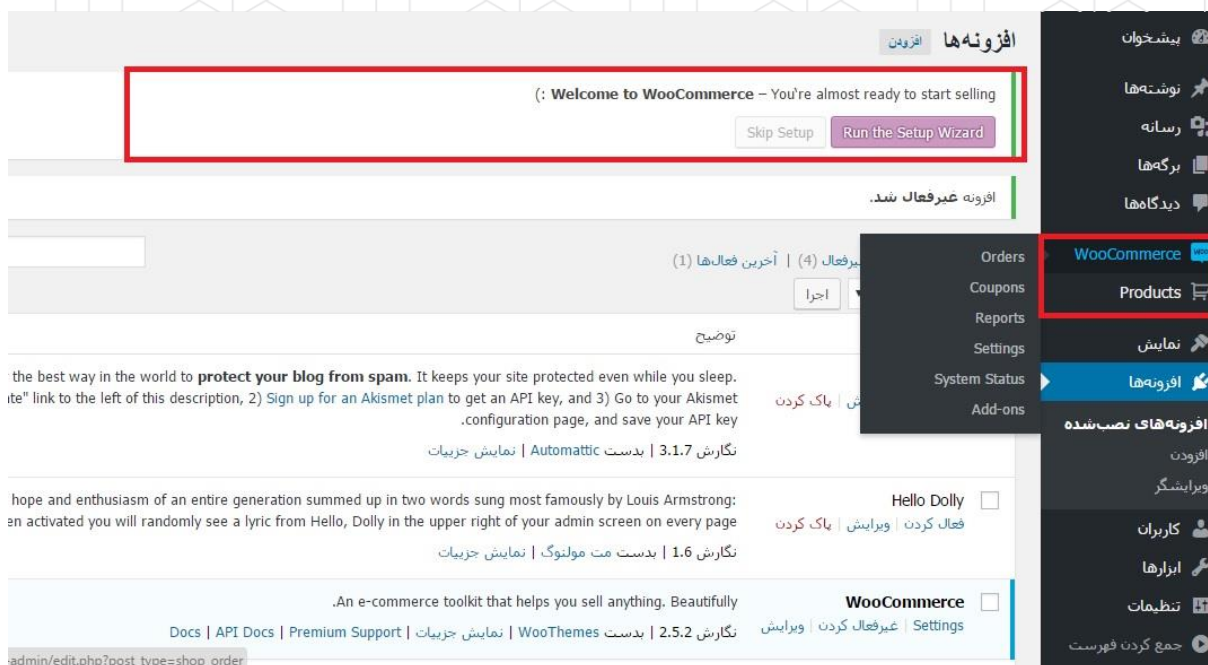 پیشخوان
نوشته‌ها
رسانه
برگه‌ها
دیدگاه‌ها
WooCommerce
Products
نمایش
افزونه‌ها
افزونه‌های نصب‌شده
افزودن
ویرایشگر
کاربران
ابزارها
تنظیمات
جمع کردن فهرست
Orders
Coupons
Reports
Settings
System Status
Add-ons
افزونه‌ها افزودن
(: Welcome to WooCommerce – You're almost ready to start selling
Run the Setup Wizard Skip Setup
افزونه غیرفعال شد.
(4) | آخرین فعال‌ها (1)
اجرا
توضیح
the best way in the world to protect your blog from spam. It keeps your site protected even while you sleep.
link to the left of this description, 2) Sign up for an Akismet plan to get an API key, and 3) Go to your Akismet
.configuration page, and save your API key
پاک کردن
نگارش 3.1.7 | بدست Automattic | نمایش جزییات
Hello Dolly
فعال کردن | ویرایش | پاک کردن
hope and enthusiasm of an entire generation summed up in two words sung most famously by Louis Armstrong:
activated you will randomly see a lyric from Hello, Dolly in the upper right of your admin screen on every page
نگارش 1.6 | بدست مت مولنوگ | نمایش جزییات
WooCommerce
Settings | غیرفعال کردن | ویرایش
.An e-commerce toolkit that helps you sell anything. Beautifully
نگارش 2.5.2 | بدست WooThemes | نمایش جزییات | Docs | API Docs | Premium Support
-admin/edit.php?post_type=shop_order